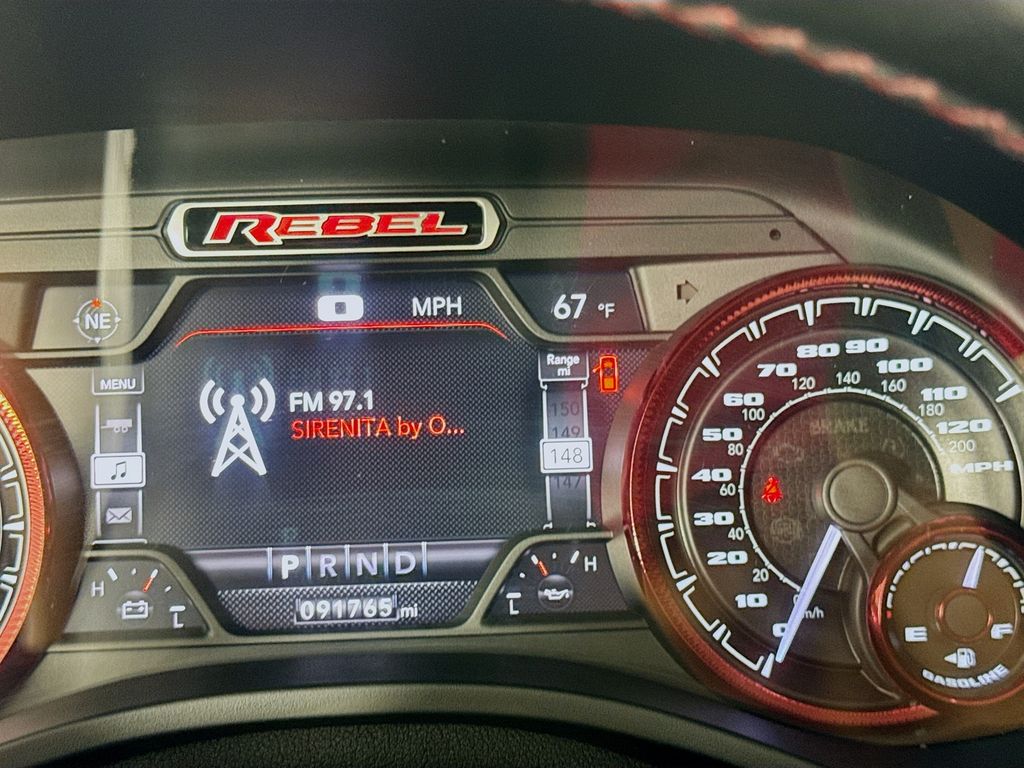 REBEL
NE
0 MPH
67 °F
MENU
FM 97.1
SIRENITA by O...
Range
mi
150
149
148
147
P R N D
091765 mi
H
L
H
L
BRAKE
0
10
20
30
40
50
60
70
80
90
100
110
120
MPH
20
40
60
80
100
120
140
160
180
200
km/h
E
F
GASOLINE